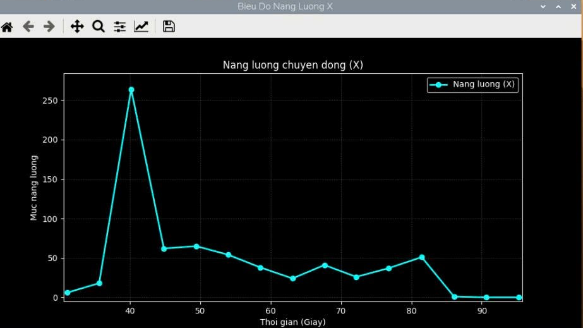 Bieu Do Nang Luong X
Nang luong chuyen dong (X)
Nang luong (X)
Muc nang luong
250
200
150
100
50
0
40
50
60
70
80
90
Thoi gian (Giay)